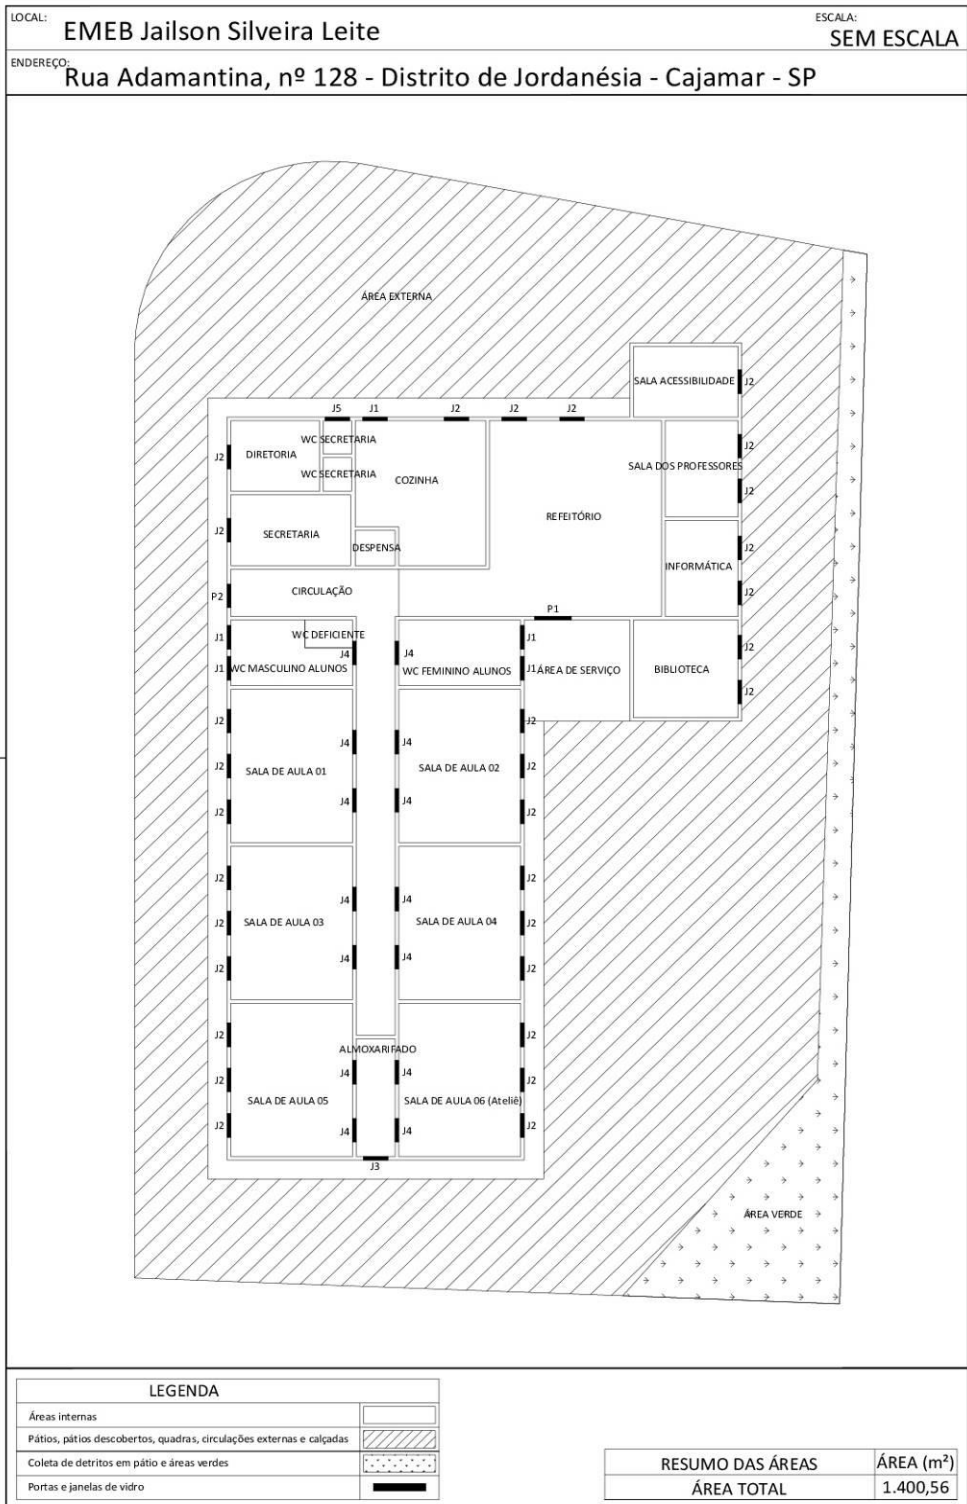 LOCAL: EMEB Jailson Silveira Leite ESCALA: SEM ESCALA
ENDEREÇO: Rua Adamantina, nº 128 - Distrito de Jordanésia - Cajamar - SP
ÁREA EXTERNA
SALA ACESSIBILIDADE J2
J5 J1 J2 J2 J2
WC SECRETARIA
J2 DIRETORIA
J2
SALA DOS PROFESSORES
WC SECRETARIA
COZINHA
J2
REFEITÓRIO
J2 SECRETARIA
DESPENSA
J2
INFORMÁTICA
CIRCULAÇÃO
J2
P2
P1
J1 WC DEFICIENTE J1
J4 J4 J2
J1 WC MASCULINO ALUNOS WC FEMININO ALUNOS J1 ÁREA DE SERVIÇO BIBLIOTECA
J2
J2 J2
J4 J4
J2 SALA DE AULA 01 SALA DE AULA 02 J2
J4 J4
J2 J2
J2 J2
J4 J4
J2 SALA DE AULA 03 SALA DE AULA 04 J2
J4 J4
J2 J2
J2 J2
ALMOXARIFADO
J4 J4
J2 J2
SALA DE AULA 05 SALA DE AULA 06 (Ateliê)
J2 J4 J4 J2
J3
ÁREA VERDE
LEGENDA
Áreas internas
Pátios, pátios descobertos, quadras, circulações externas e calçadas
Coleta de detritos em pátio e áreas verdes
Portas e janelas de vidro
RESUMO DAS ÁREAS ÁREA (m²)
ÁREA TOTAL 1.400,56